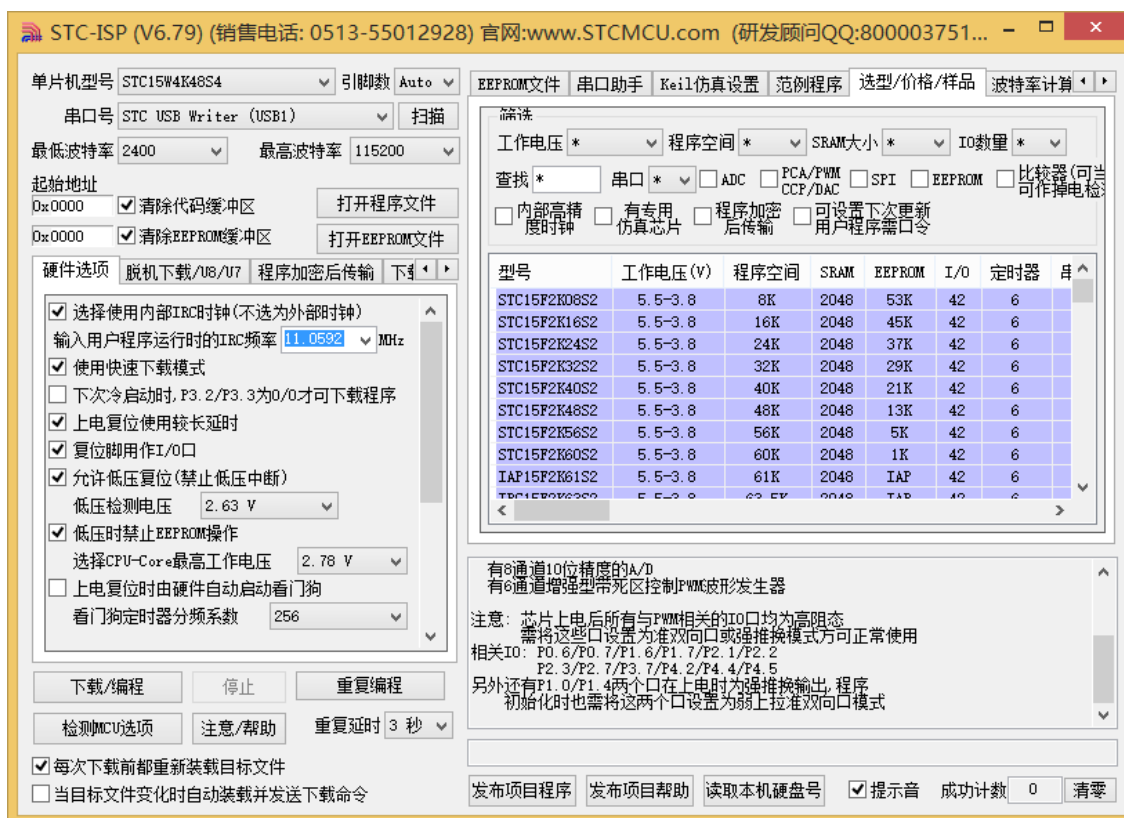 STC-ISP (V6.79) (销售电话: 0513-55012928) 官网:www.STCMCU.com (研发顾问QQ:800003751...
单片机型号 STC15W4K48S4 引脚数 Auto
串口号 STC USB Writer (USB1) 扫描
最低波特率 2400 最高波特率 115200
起始地址
0x0000 清除代码缓冲区 打开程序文件
0x0000 清除EEPROM缓冲区 打开EEPROM文件
硬件选项 脱机下载/U8/U7 程序加密后传输
选择使用内部IRC时钟(不选为外部时钟)
输入用户程序运行时的IRC频率 11.0592 MHz
使用快速下载模式
下次冷启动时,P3.2/P3.3为0/0才可下载程序
上电复位使用较长延时
复位脚用作I/O口
允许低压复位(禁止低压中断)
低压检测电压 2.63 V
低压时禁止EEPROM操作
选择CPU-Core最高工作电压 2.78 V
上电复位时由硬件自动启动看门狗
看门狗定时器分频系数 256
下载/编程 停止 重复编程
检测MCU选项 注意/帮助 重复延时 3 秒
每次下载前都重新装载目标文件
当目标文件变化时自动装载并发送下载命令
EEPROM文件 串口助手 Keil仿真设置 范例程序 选型/价格/样品 波特率计算
筛选
工作电压 * 程序空间 * SRAM大小 * IO数量 *
查找 * 串口 * ADC PCA/PWM CCP/DAC SPI EEPROM 比较器(可当 可作掉电检
内部高精度时钟 有专用仿真芯片 程序加密后传输 可设置下次更新用户程序需口令
型号 工作电压(V) 程序空间 SRAM EEPROM I/O 定时器 串
STC15F2K08S2 5.5-3.8 8K 2048 53K 42 6
STC15F2K16S2 5.5-3.8 16K 2048 45K 42 6
STC15F2K24S2 5.5-3.8 24K 2048 37K 42 6
STC15F2K32S2 5.5-3.8 32K 2048 29K 42 6
STC15F2K40S2 5.5-3.8 40K 2048 21K 42 6
STC15F2K48S2 5.5-3.8 48K 2048 13K 42 6
STC15F2K56S2 5.5-3.8 56K 2048 5K 42 6
STC15F2K60S2 5.5-3.8 60K 2048 1K 42 6
IAP15F2K61S2 5.5-3.8 61K 2048 IAP 42 6
有8通道10位精度的A/D
有6通道增强型带死区控制PWM波形发生器
注意: 芯片上电后所有与PWM相关的IO口均为高阻态
需将这些口设置为准双向口或强推挽模式方可正常使用
相关IO: P0.6/P0.7/P1.6/P1.7/P2.1/P2.2
P2.3/P2.7/P3.7/P4.2/P4.4/P4.5
另外还有P1.0/P1.4两个口在上电时为强推挽输出,程序
初始化时也需将这两个口设置为弱上拉准双向口模式
发布项目程序 发布项目帮助 读取本机硬盘号 提示音 成功计数 0 清零